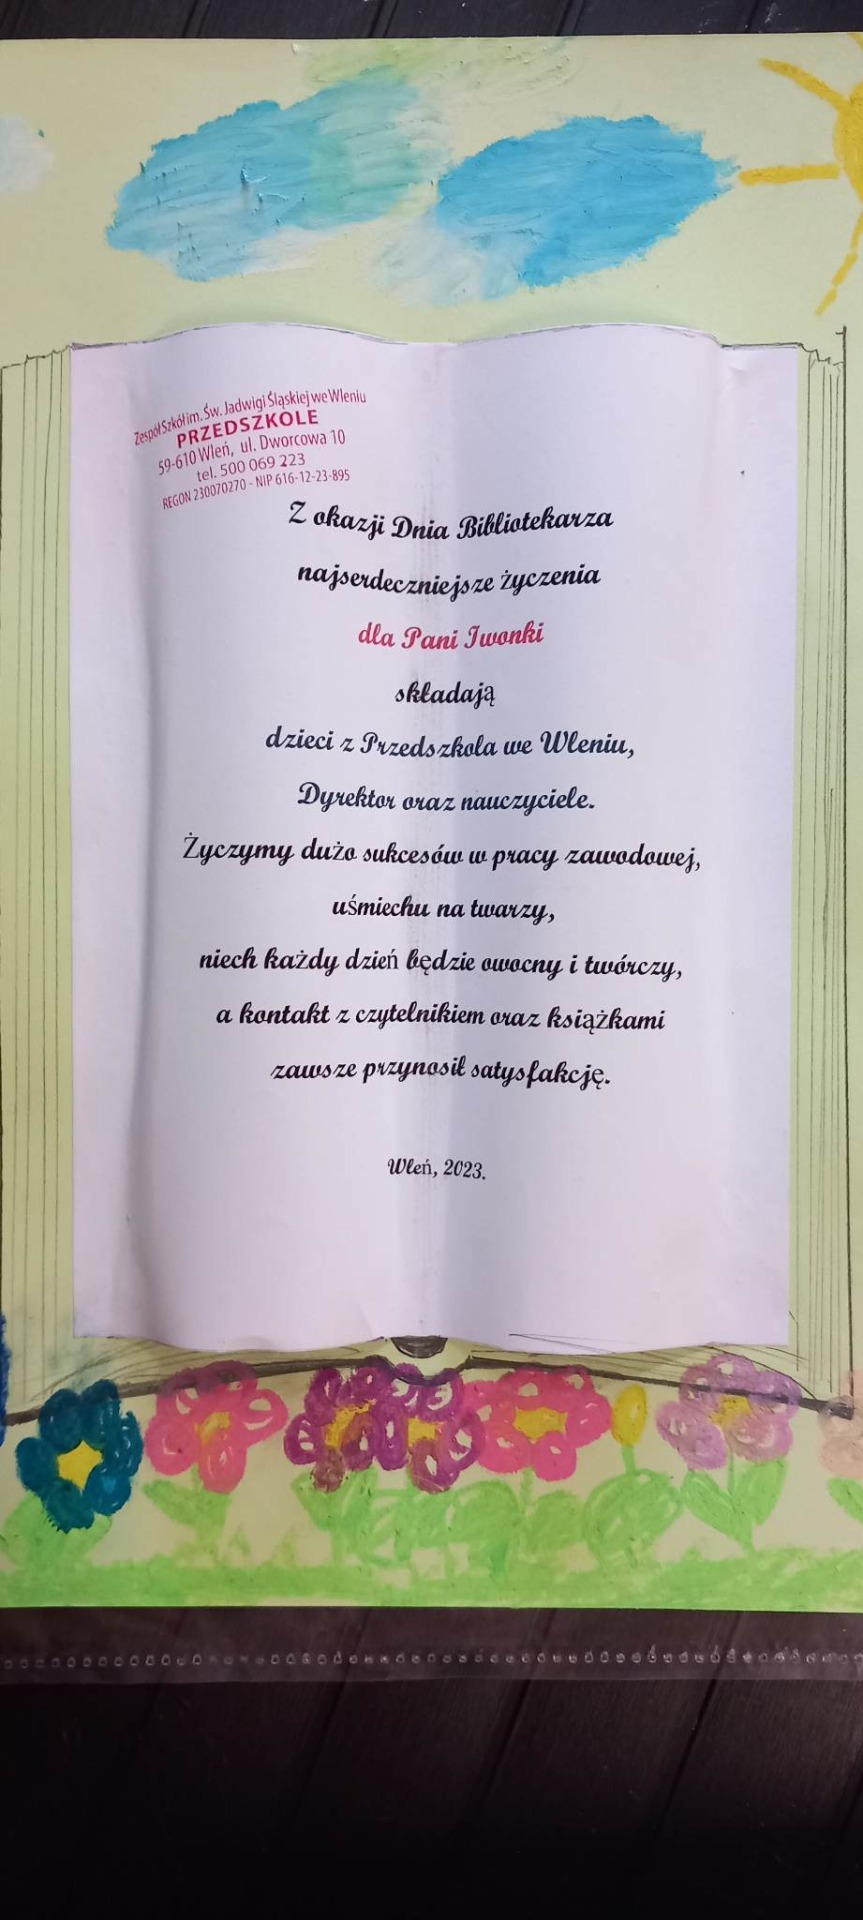 Zespół Szkół im. Św. Jadwigi Śląskiej we Wleniu
PRZEDSZKOLE
59-610 Wleń, ul. Dworcowa 10
tel. 500 069 223
REGON 230070270 - NIP 616-12-23-895
Z okazji Dnia Bibliotekarza
najserdeczniejsze życzenia
dla Pani Iwonki
składają
dzieci z Przedszkola we Wleniu,
Dyrektor oraz nauczyciele.
Życzymy dużo sukcesów w pracy zawodowej,
uśmiechu na twarzy,
niech każdy dzień będzie owocny i twórczy,
a kontakt z czytelnikiem oraz książkami
zawsze przynosił satysfakcję.
Wleń, 2023.